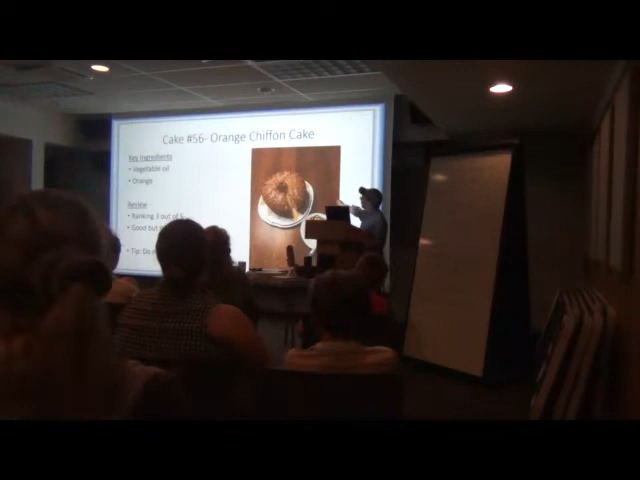 Cake #56- Orange Chiffon Cake
Key Ingredients
• Vegetable oil
• Orange
Review
• Ranking 3 out of 5
• Good but
• Tip: Do